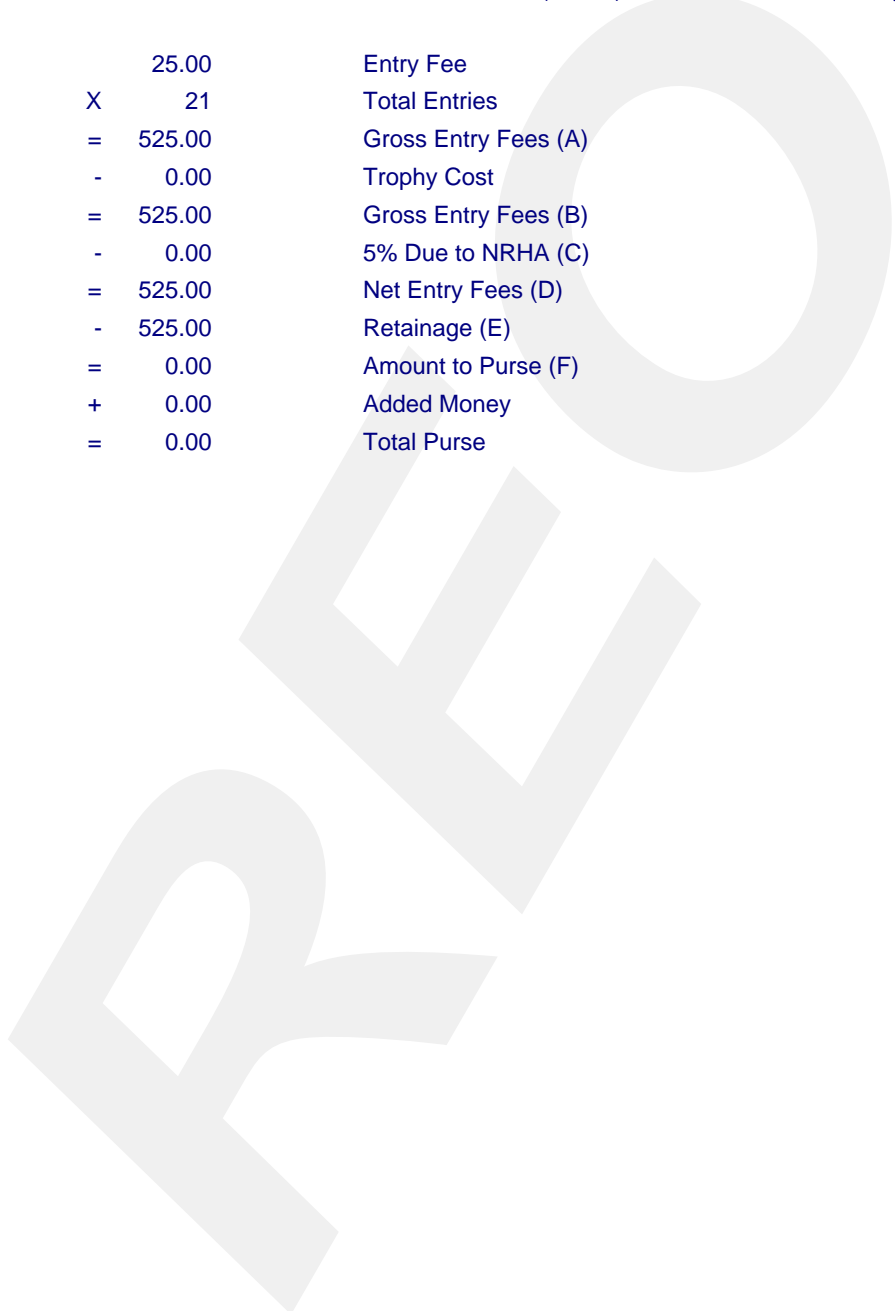 25.00 Entry Fee
X 21 Total Entries
= 525.00 Gross Entry Fees (A)
- 0.00 Trophy Cost
= 525.00 Gross Entry Fees (B)
- 0.00 5% Due to NRHA (C)
= 525.00 Net Entry Fees (D)
- 525.00 Retainage (E)
= 0.00 Amount to Purse (F)
+ 0.00 Added Money
= 0.00 Total Purse
REO